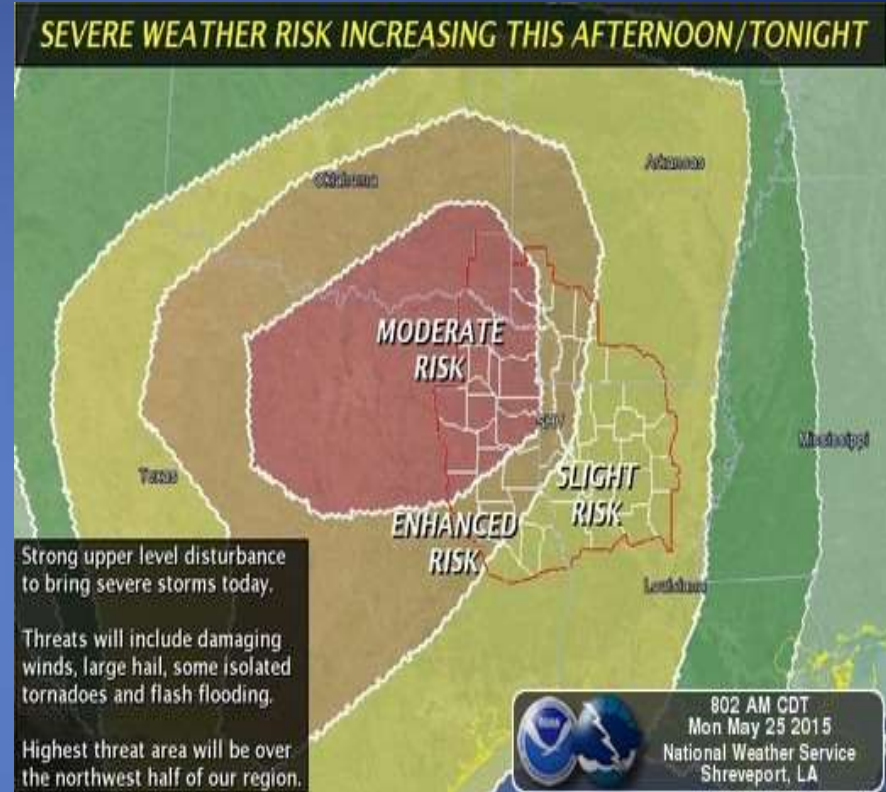 SEVERE WEATHER RISK INCREASING THIS AFTERNOON/TONIGHT
Arkansas
Oklahoma
MODERATE
RISK
SHV
Mississippi
Texas
SLIGHT
RISK
ENHANCED
RISK
Louisiana
Strong upper level disturbance
to bring severe storms today.
Threats will include damaging
winds, large hail, some isolated
tornadoes and flash flooding.
Highest threat area will be over
the northwest half of our region.
802 AM CDT
Mon May 25 2015
National Weather Service
Shreveport, LA